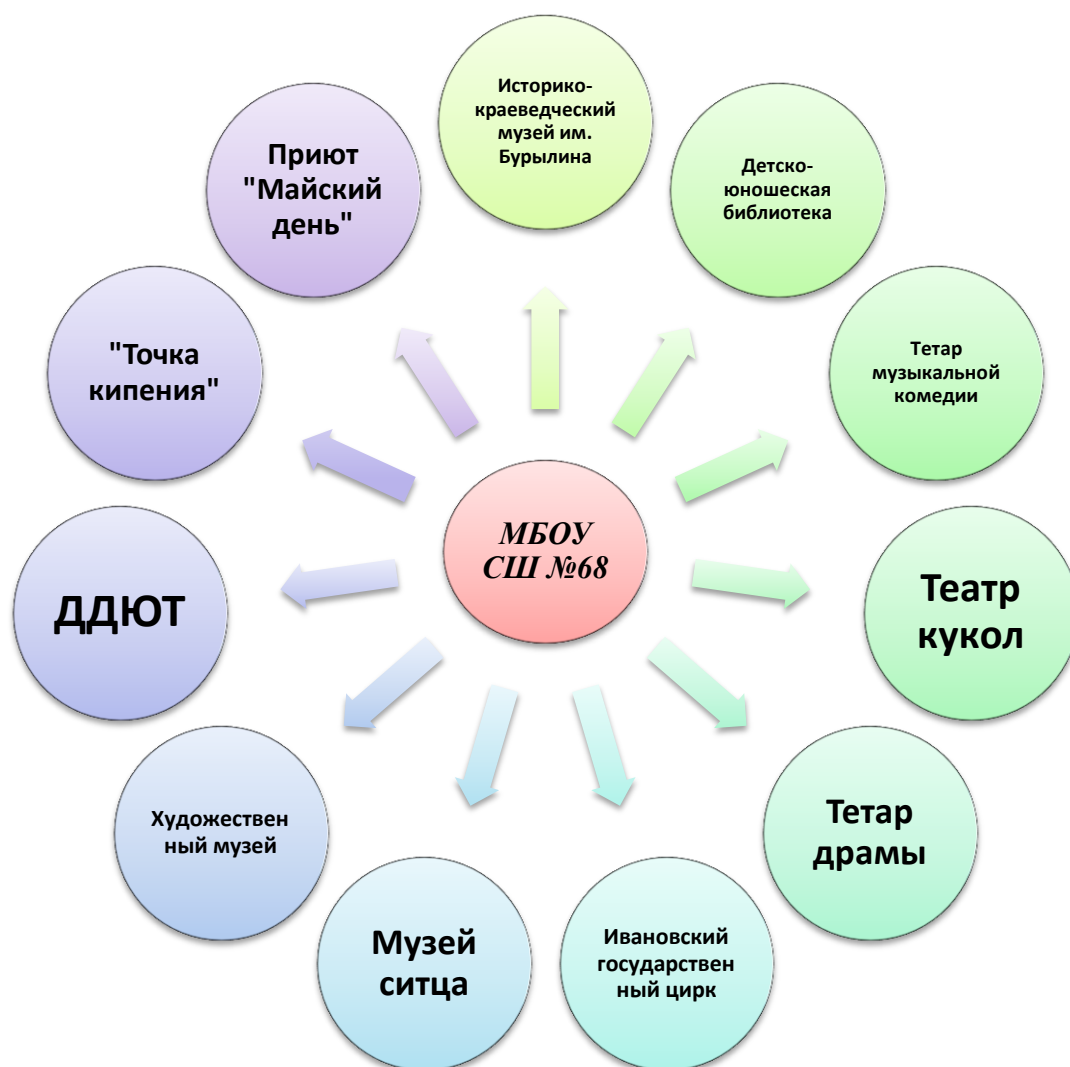 Историко-
краеведческий
музей им.
Бурылина
Детско-
юношеская
библиотека
Тетар
музыкальной
комедии
Театр
кукол
Тетар
драмы
Ивановский
государствен
ный цирк
Музей
ситца
Художествен
ный музей
ДДЮТ
"Точка
кипения"
Приют
"Майский
день"
МБОУ
СШ №68